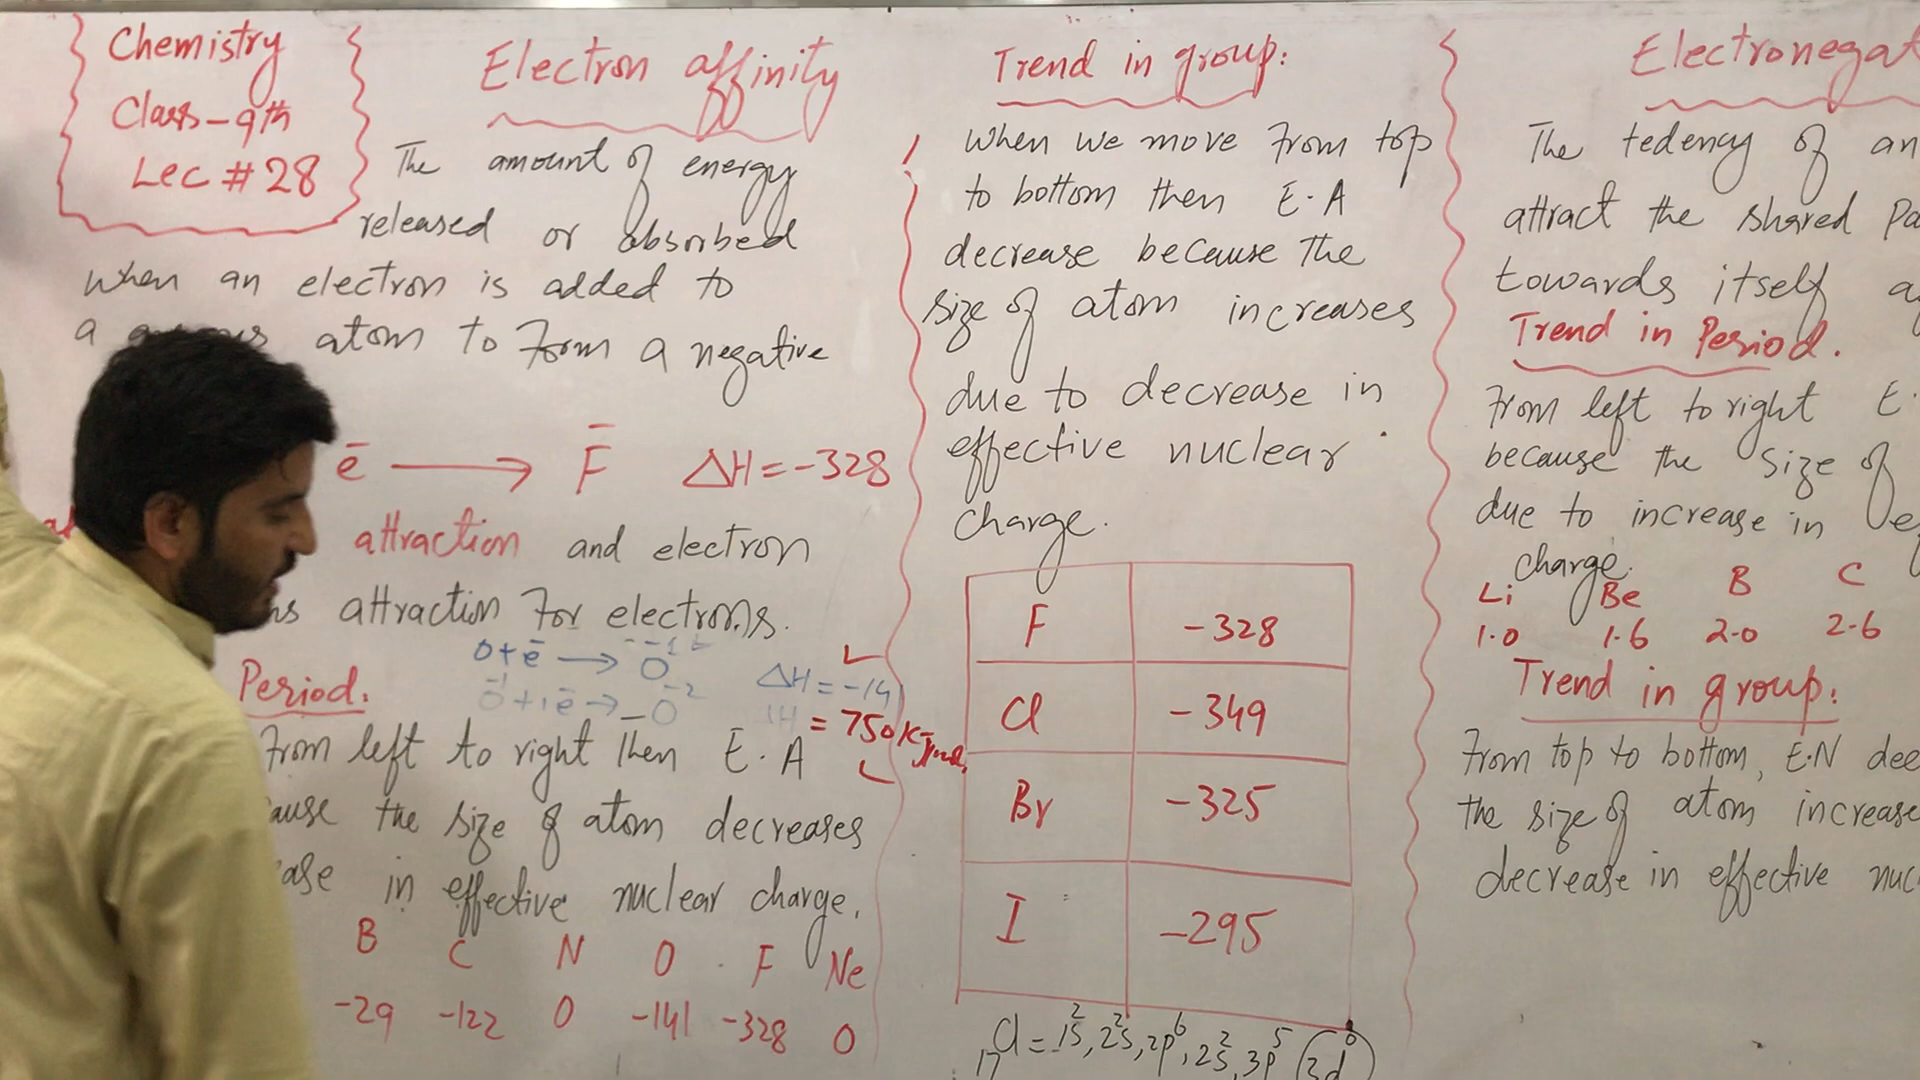 Chemistry
Class-9th
Lec # 28
Electron affinity
The amount of energy
released or absorbed
when an electron is added to
a atom to form a negative
ē → F̄ ΔH = -328
attraction and electron
attraction for electrons.
O + ē → O⁻¹ ΔH = -141
O⁻¹ + 1ē → O⁻² = 750 KJ
Period:
From left to right then E.A
the size of atom decreases
in effective nuclear charge.
B C N O F Ne
-29 -122 0 -141 -328 0
Trend in group:
When we move from top
to bottom then E.A
decrease because the
size of atom increases
due to decrease in
effective nuclear
charge.
F -328
Cl -349
Br -325
I -295
₁₇Cl = 1s², 2s², 2p⁶, 2s², 3p⁵ 3d⁰
Electronegat
The tedency of an
attract the shared Pa
towards itself
Trend in Period.
From left to right E.
because the size of
due to increase in
charge.
Li Be B C
1.0 1.6 2.0 2.6
Trend in group:
From top to bottom, E.N dec
the size of atom increase
decrease in effective nuc